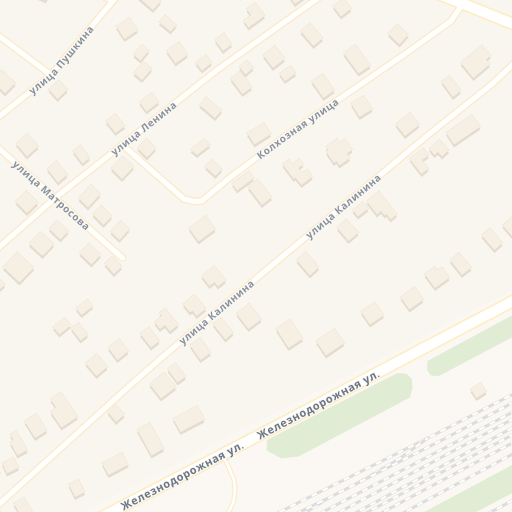 улица Пушкина
улица Ленина
Колхозная улица
улица Матросова
улица Калинина
улица Калинина
Железнодорожная ул.
Железнодорожная ул.